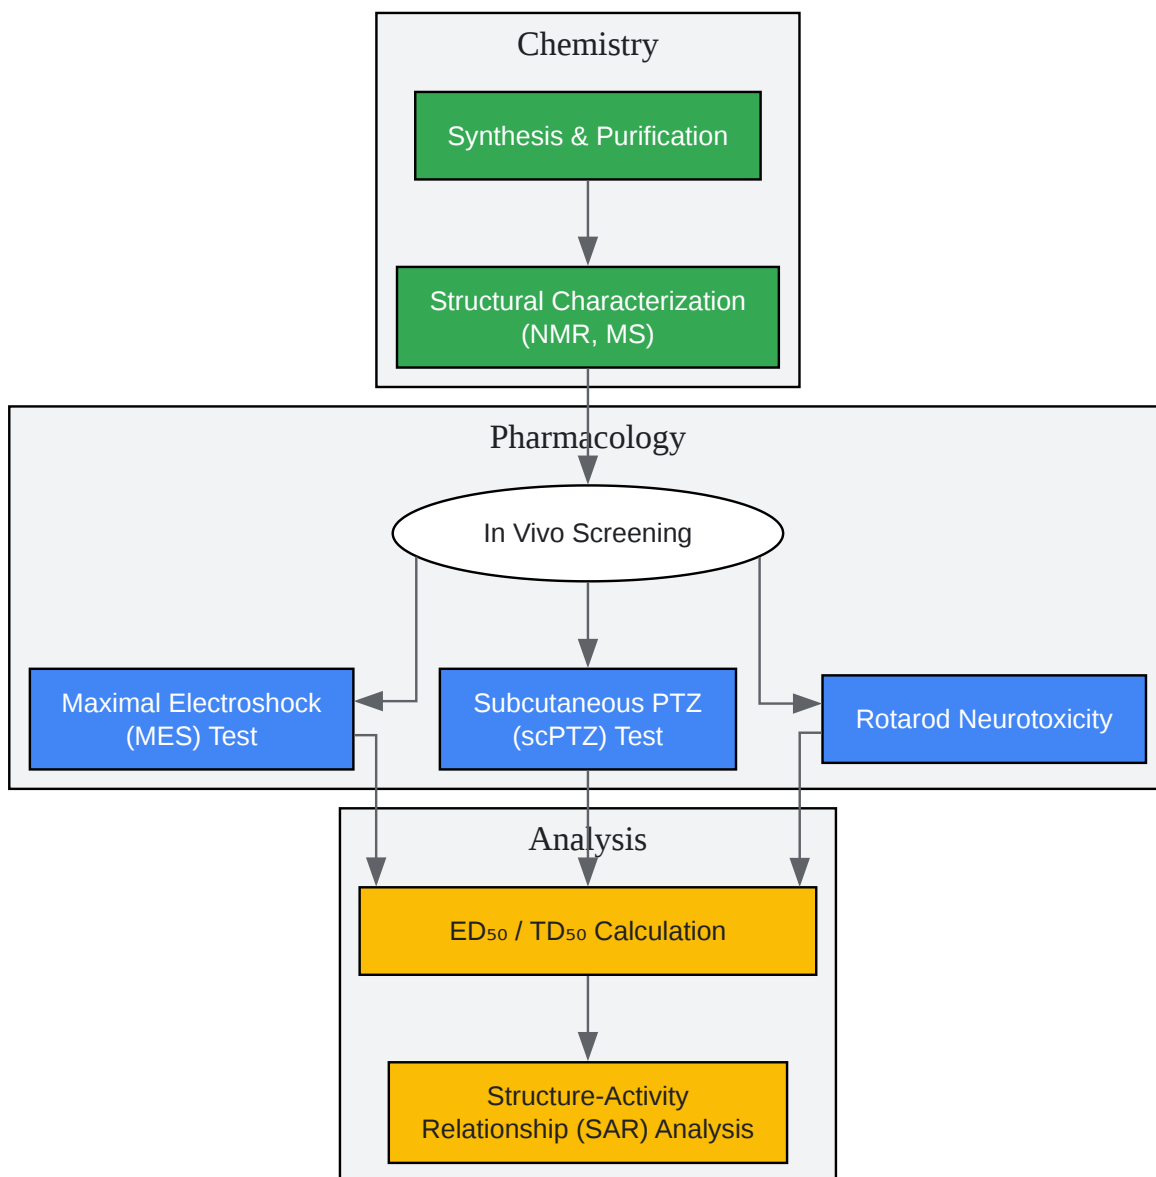 Chemistry
Synthesis & Purification
Structural Characterization
(NMR, MS)
Pharmacology
In Vivo Screening
Maximal Electroshock
(MES) Test
Subcutaneous PTZ
(scPTZ) Test
Rotarod Neurotoxicity
Analysis
ED₅₀ / TD₅₀ Calculation
Structure-Activity
Relationship (SAR) Analysis